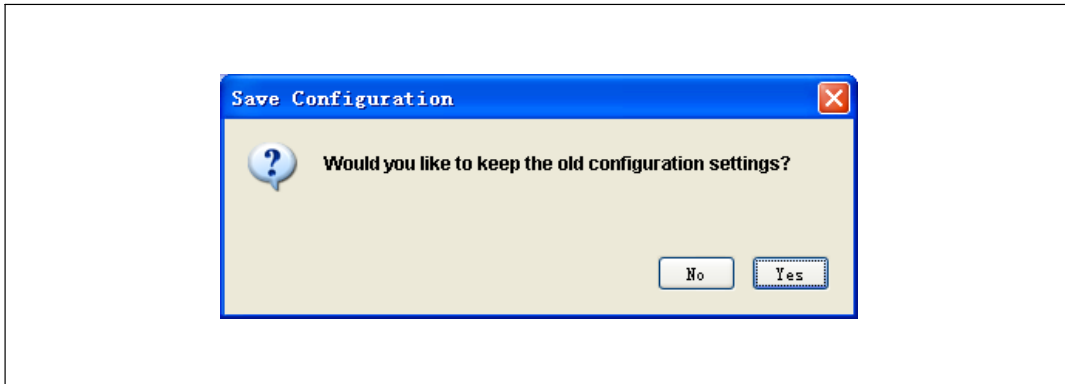 Save Configuration
Would you like to keep the old configuration settings?
No
Yes